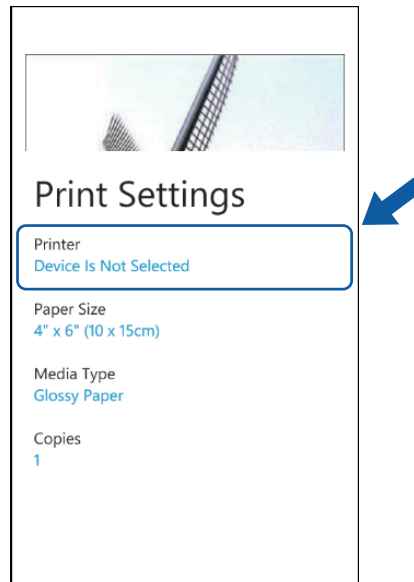 Print Settings
Printer
Device Is Not Selected
Paper Size
4" x 6" (10 x 15cm)
Media Type
Glossy Paper
Copies
1